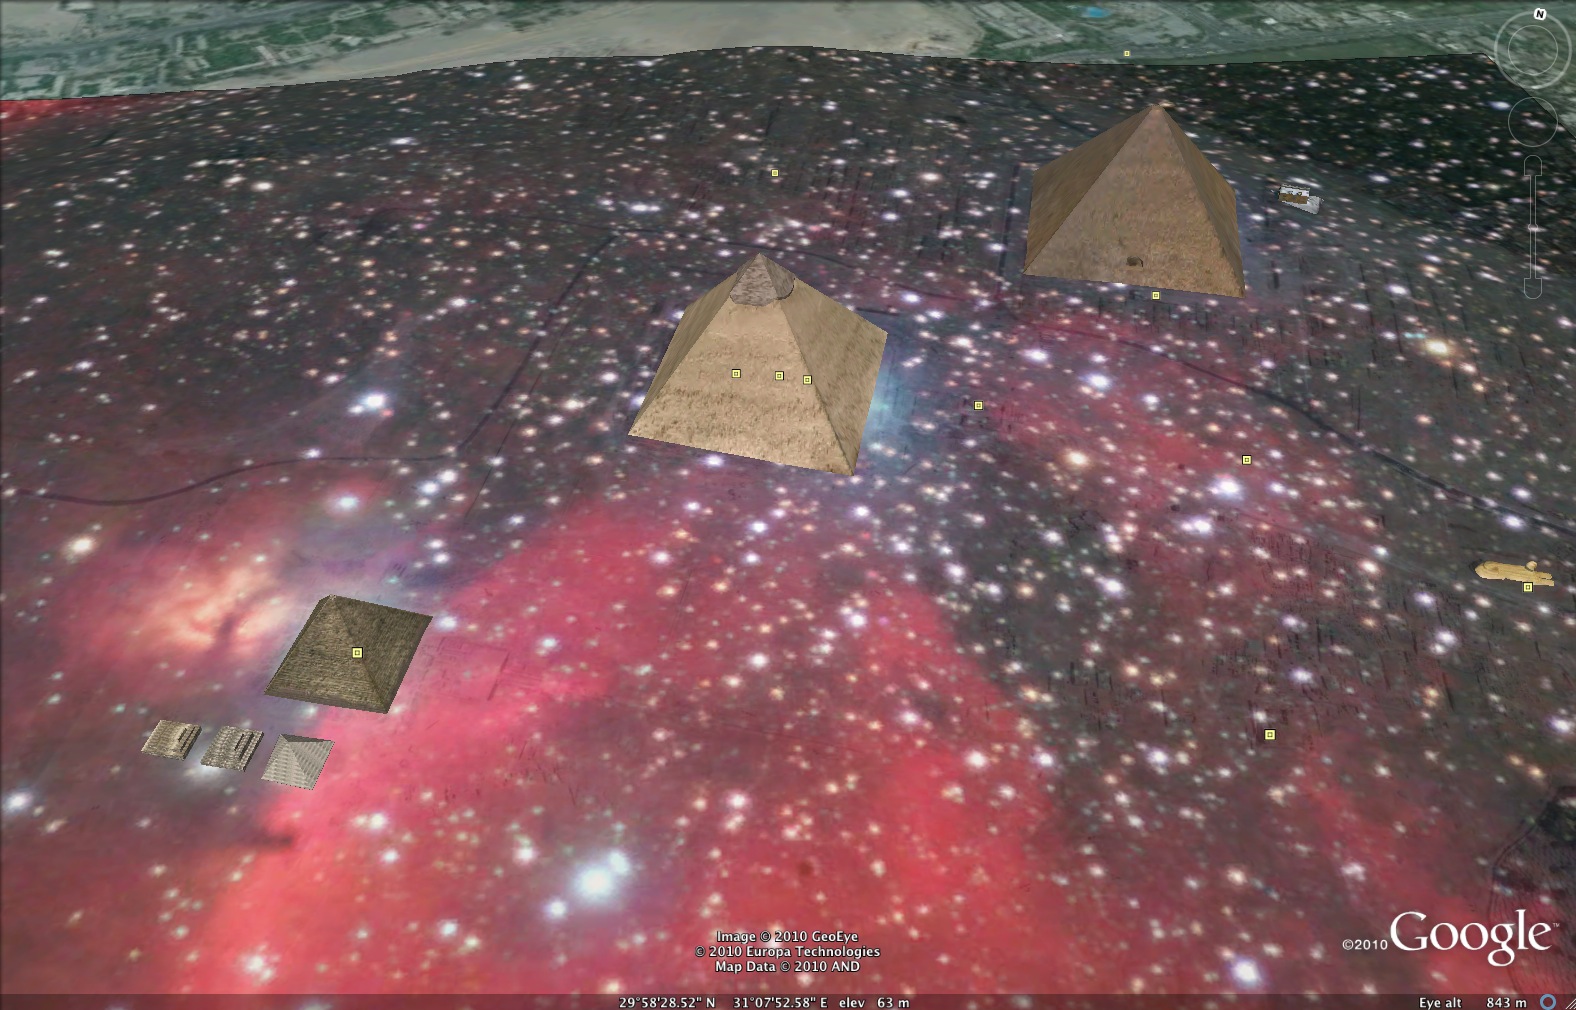 N
Image © 2010 GeoEye
© 2010 Europa Technologies
Map Data © 2010 AND
©2010 Google™
29°58'28.52" N 31°07'52.58" E elev 63 m
Eye alt 843 m